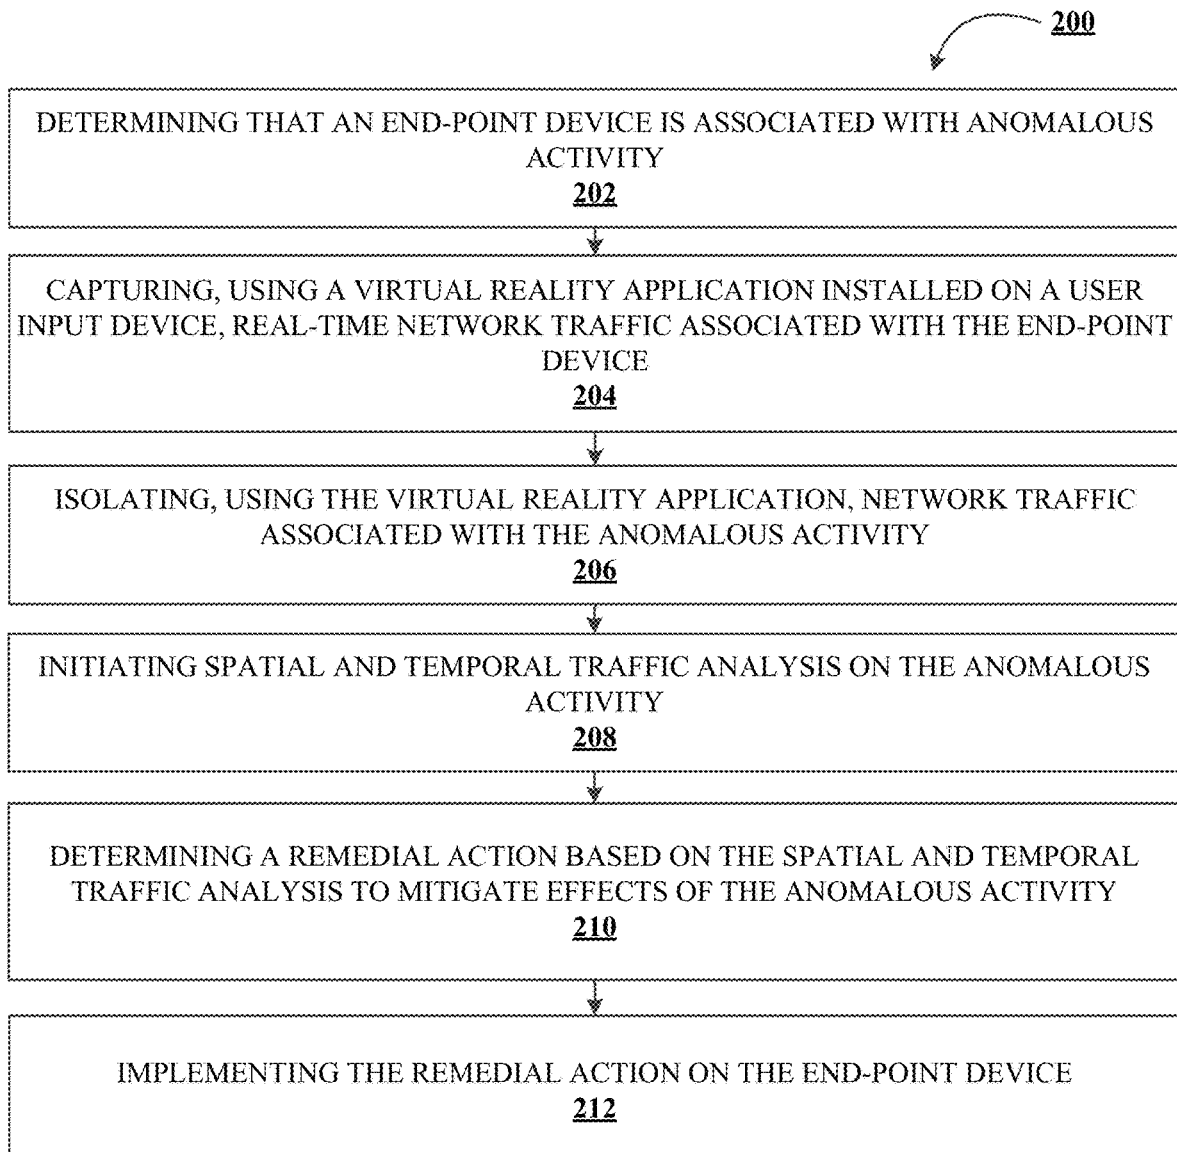 200
DETERMINING THAT AN END-POINT DEVICE IS ASSOCIATED WITH ANOMALOUS
ACTIVITY
202
CAPTURING, USING A VIRTUAL REALITY APPLICATION INSTALLED ON A USER
INPUT DEVICE, REAL-TIME NETWORK TRAFFIC ASSOCIATED WITH THE END-POINT
DEVICE
204
ISOLATING, USING THE VIRTUAL REALITY APPLICATION, NETWORK TRAFFIC
ASSOCIATED WITH THE ANOMALOUS ACTIVITY
206
INITIATING SPATIAL AND TEMPORAL TRAFFIC ANALYSIS ON THE ANOMALOUS
ACTIVITY
208
DETERMINING A REMEDIAL ACTION BASED ON THE SPATIAL AND TEMPORAL
TRAFFIC ANALYSIS TO MITIGATE EFFECTS OF THE ANOMALOUS ACTIVITY
210
IMPLEMENTING THE REMEDIAL ACTION ON THE END-POINT DEVICE
212